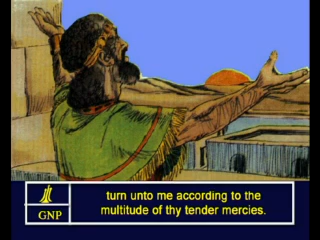 turn unto me according to the
multitude of thy tender mercies.
GNP